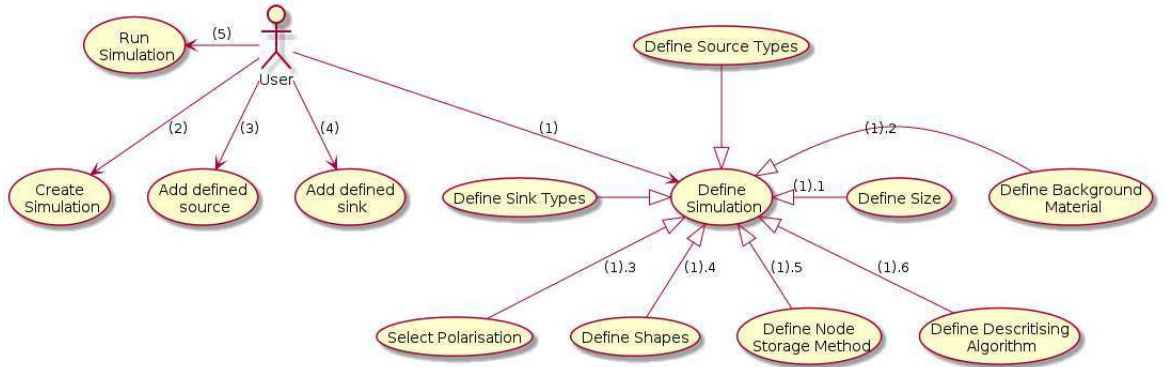 Run
Simulation
(5)
User
Define Source Types
(2)
(3)
(4)
(1)
(1).2
Create
Simulation
Add defined
source
Add defined
sink
Define Sink Types
Define
Simulation
(1).1
Define Size
Define Background
Material
(1).3
(1).4
(1).5
(1).6
Select Polarisation
Define Shapes
Define Node
Storage Method
Define Descritising
Algorithm